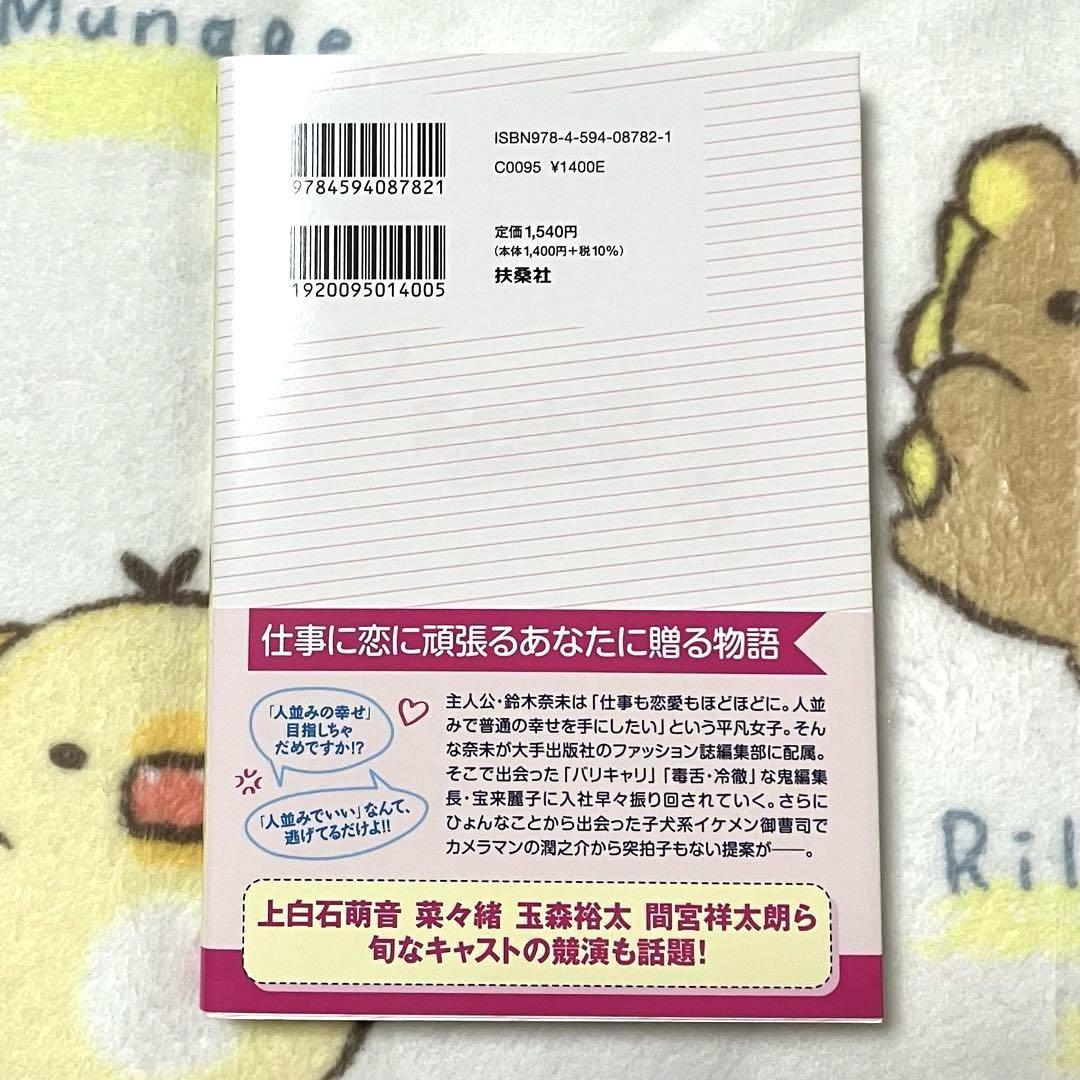 Munage
ISBN978-4-594-08782-1
C0095 ¥1400E
9784594087821
定価1,540円
(本体1,400円+税10%)
扶桑社
1920095014005
仕事に恋に頑張るあなたに贈る物語
「人並みの幸せ」
目指しちゃ
だめですか!?
「人並みでいい」なんて、
逃げてるだけよ!!
主人公・鈴木奈未は「仕事も恋愛もほどほどに。人並
みで普通の幸せを手にしたい」という平凡女子。そん
な奈未が大手出版社のファッション誌編集部に配属。
そこで出会った「バリキャリ」「毒舌・冷徹」な鬼編集
長・宝来麗子に入社早々振り回されていく。さらに
ひょんなことから出会った子犬系イケメン御曹司で
カメラマンの潤之介から突拍子もない提案が――。
上白石萌音 菜々緒 玉森裕太 間宮祥太朗ら
旬なキャストの競演も話題!
Ril